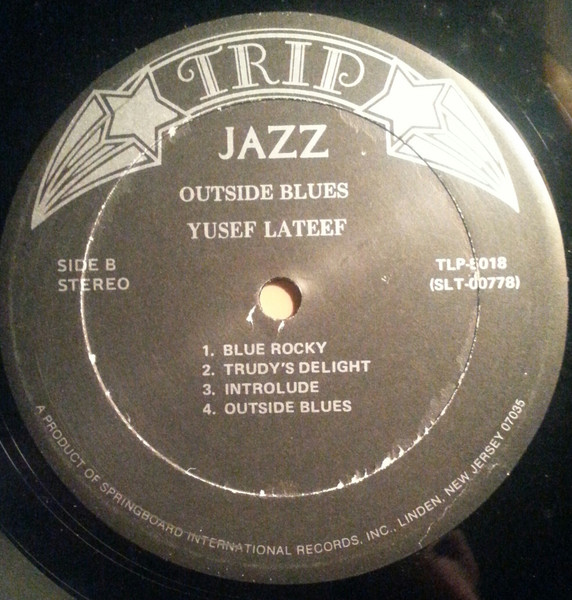 TRIP
JAZZ
OUTSIDE BLUES
YUSEF LATEEF
SIDE B
STEREO
TLP-5018
(SLT-00778)
1. BLUE ROCKY
2. TRUDY'S DELIGHT
3. INTROLUDE
4. OUTSIDE BLUES
A PRODUCT OF SPRINGBOARD INTERNATIONAL RECORDS, INC., LINDEN, NEW JERSEY 07035